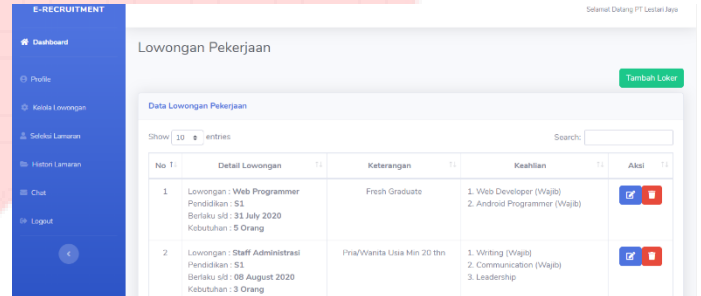 E-RECRUITMENT
Selamat Datang PT Lestari Jaya
Dashboard
Profile
Kelola Lowongan
Seleksi Lamaran
Histori Lamaran
Chat
Logout
Lowongan Pekerjaan
Tambah Loker
Data Lowongan Pekerjaan
Show 10 entries
Search:
No Detail Lowongan Keterangan Keahlian Aksi
1 Lowongan : Web Programmer Fresh Graduate 1. Web Developer (Wajib)
Pendidikan : S1 2. Android Programmer (Wajib)
Berlaku s/d : 31 July 2020
Kebutuhan : 5 Orang
2 Lowongan : Staff Administrasi Pria/Wanita Usia Min 20 thn 1. Writing (Wajib)
Pendidikan : S1 2. Communication (Wajib)
Berlaku s/d : 08 August 2020 3. Leadership
Kebutuhan : 3 Orang